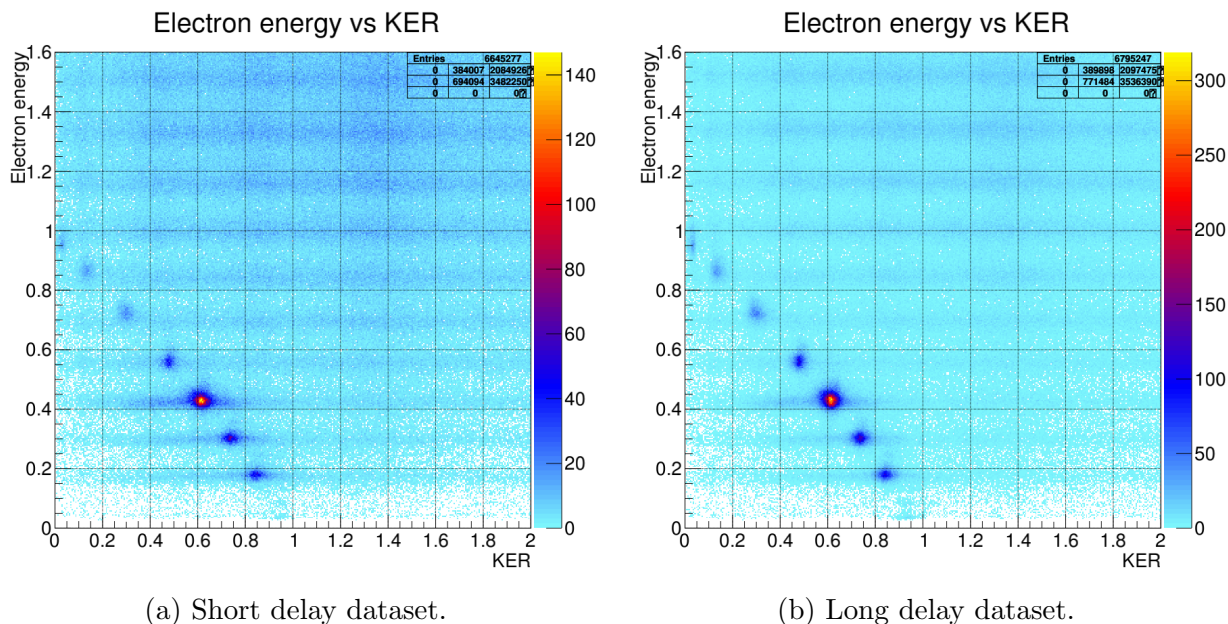 Electron energy vs KER
Electron energy
1.6
1.4
1.2
1
0.8
0.6
0.4
0.2
0
0 0.2 0.4 0.6 0.8 1 1.2 1.4 1.6 1.8 2
KER
Entries 6645277
0 384007 2084926
0 694094 3482250
0 0 0
140
120
100
80
60
40
20
0
(a) Short delay dataset.
Electron energy vs KER
Electron energy
1.6
1.4
1.2
1
0.8
0.6
0.4
0.2
0
0 0.2 0.4 0.6 0.8 1 1.2 1.4 1.6 1.8 2
KER
Entries 6795247
0 389898 2097475
0 771484 3536390
0 0 0
300
250
200
150
100
50
0
(b) Long delay dataset.